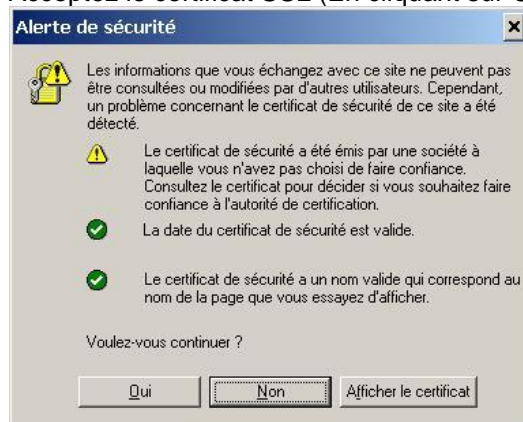 Acceptez le certificat SSL (En cliquant sur
Alerte de sécurité
Les informations que vous échangez avec ce site ne peuvent pas
être consultées ou modifiées par d'autres utilisateurs. Cependant,
un problème concernant le certificat de sécurité de ce site a été
détecté.
Le certificat de sécurité a été émis par une société à
laquelle vous n'avez pas choisi de faire confiance.
Consultez le certificat pour décider si vous souhaitez faire
confiance à l'autorité de certification.
La date du certificat de sécurité est valide.
Le certificat de sécurité a un nom valide qui correspond au
nom de la page que vous essayez d'afficher.
Voulez-vous continuer ?
Oui Non Afficher le certificat